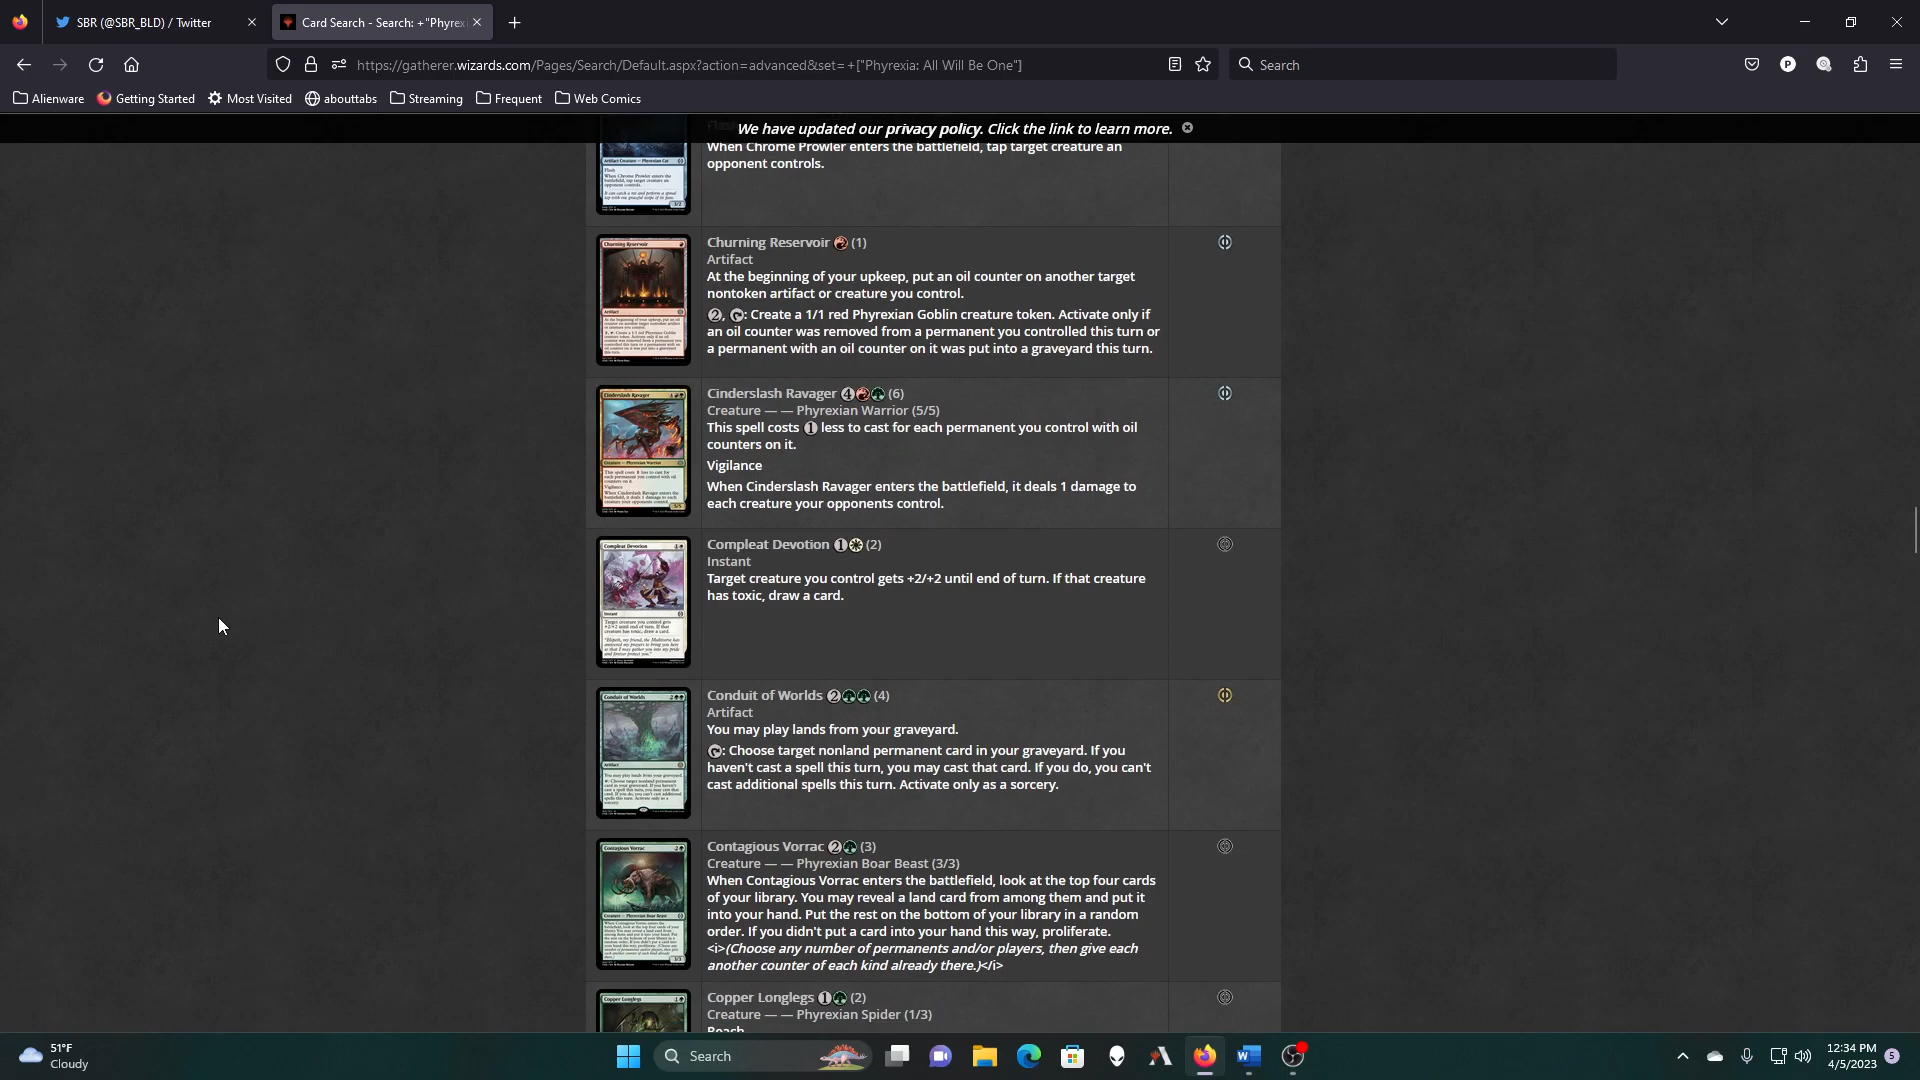 SBR (@SBR_BLD) / Twitter
Card Search - Search: +"Phyrex
https://gatherer.wizards.com/Pages/Search/Default.aspx?action=advanced&set=+["Phyrexia: All Will Be One"]
Search
Alienware
Getting Started
Most Visited
abouttabs
Streaming
Frequent
Web Comics
We have updated our privacy policy. Click the link to learn more.
When Chrome Prowler enters the battlefield, tap target creature an
opponent controls.
Churning Reservoir (1)
Artifact
At the beginning of your upkeep, put an oil counter on another target
nontoken artifact or creature you control.
2, : Create a 1/1 red Phyrexian Goblin creature token. Activate only if
an oil counter was removed from a permanent you controlled this turn or
a permanent with an oil counter on it was put into a graveyard this turn.
Cinderslash Ravager 4 (6)
Creature — — Phyrexian Warrior (5/5)
This spell costs 1 less to cast for each permanent you control with oil
counters on it.
Vigilance
When Cinderslash Ravager enters the battlefield, it deals 1 damage to
each creature your opponents control.
Compleat Devotion 1 (2)
Instant
Target creature you control gets +2/+2 until end of turn. If that creature
has toxic, draw a card.
Conduit of Worlds 2 (4)
Artifact
You may play lands from your graveyard.
: Choose target nonland permanent card in your graveyard. If you
haven't cast a spell this turn, you may cast that card. If you do, you can't
cast additional spells this turn. Activate only as a sorcery.
Contagious Vorrac 2 (3)
Creature — — Phyrexian Boar Beast (3/3)
When Contagious Vorrac enters the battlefield, look at the top four cards
of your library. You may reveal a land card from among them and put it
into your hand. Put the rest on the bottom of your library in a random
order. If you didn't put a card into your hand this way, proliferate.
<i>(Choose any number of permanents and/or players, then give each
another counter of each kind already there.)</i>
Copper Longlegs 1 (2)
Creature — — Phyrexian Spider (1/3)
Reach
51°F
Cloudy
Search
12:34 PM
4/5/2023
5